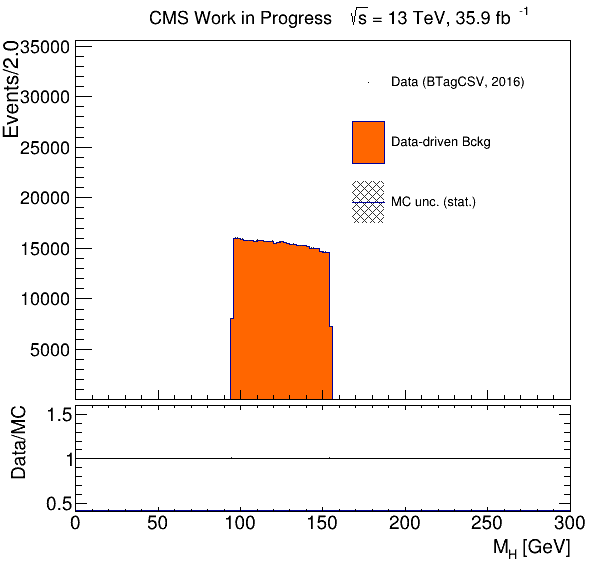 CMS Work in Progress √s = 13 TeV, 35.9 fb⁻¹
Events/2.0
35000
30000
25000
20000
15000
10000
5000
Data (BTagCSV, 2016)
Data-driven Bckg
MC unc. (stat.)
Data/MC
1.5
1
0.5
0 50 100 150 200 250 300
M_H [GeV]